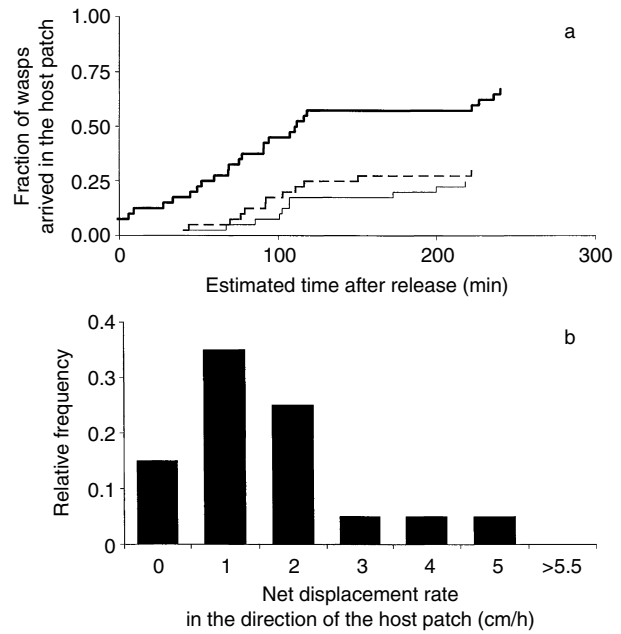 1.00
a
0.75
0.50
0.25
0.00
Fraction of wasps
arrived in the host patch
0 100 200 300
Estimated time after release (min)
0.4
b
0.3
0.2
0.1
0
Relative frequency
0 1 2 3 4 5 >5.5
Net displacement rate
in the direction of the host patch (cm/h)